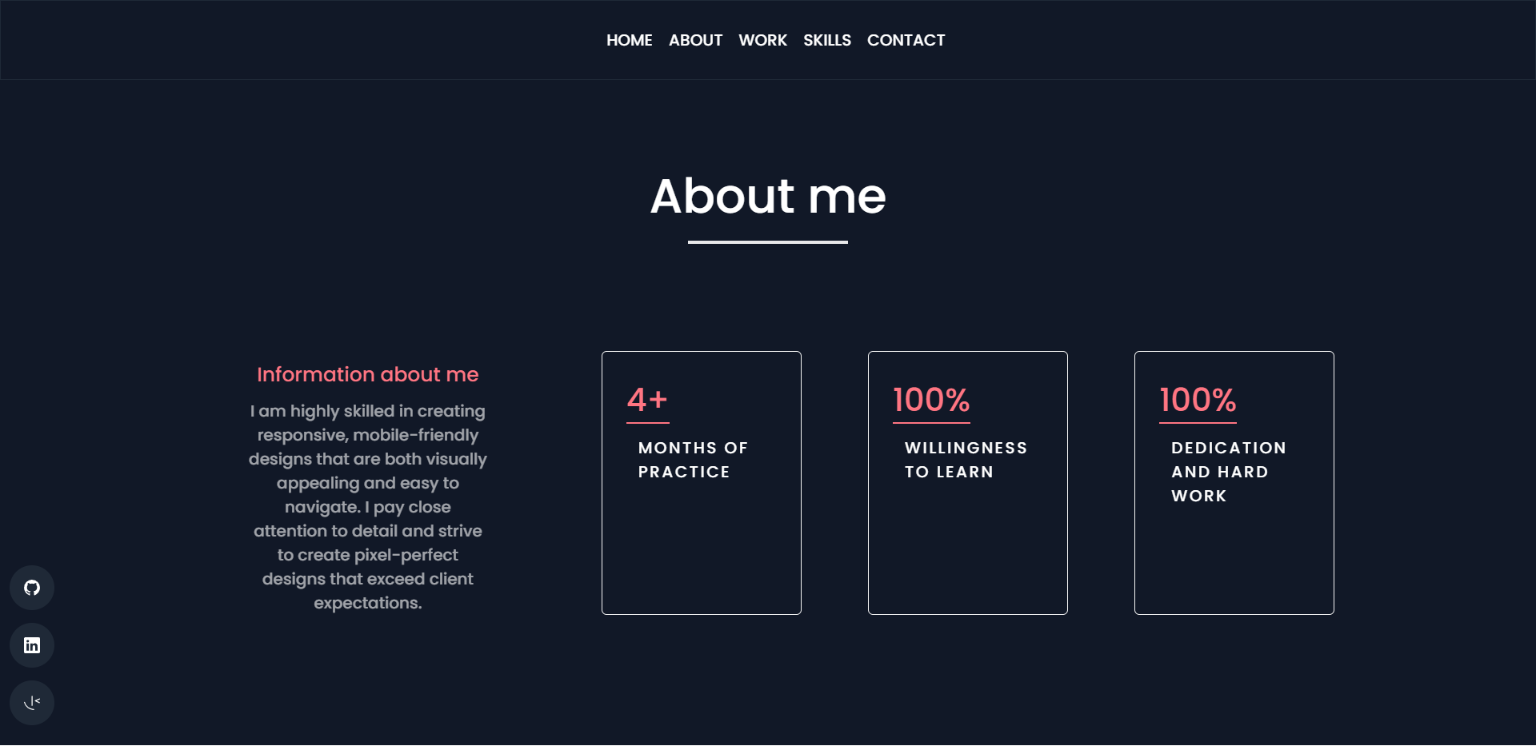 HOME ABOUT WORK SKILLS CONTACT
About me
Information about me
I am highly skilled in creating
responsive, mobile-friendly
designs that are both visually
appealing and easy to
navigate. I pay close
attention to detail and strive
to create pixel-perfect
designs that exceed client
expectations.
4+
MONTHS OF
PRACTICE
100%
WILLINGNESS
TO LEARN
100%
DEDICATION
AND HARD
WORK
in